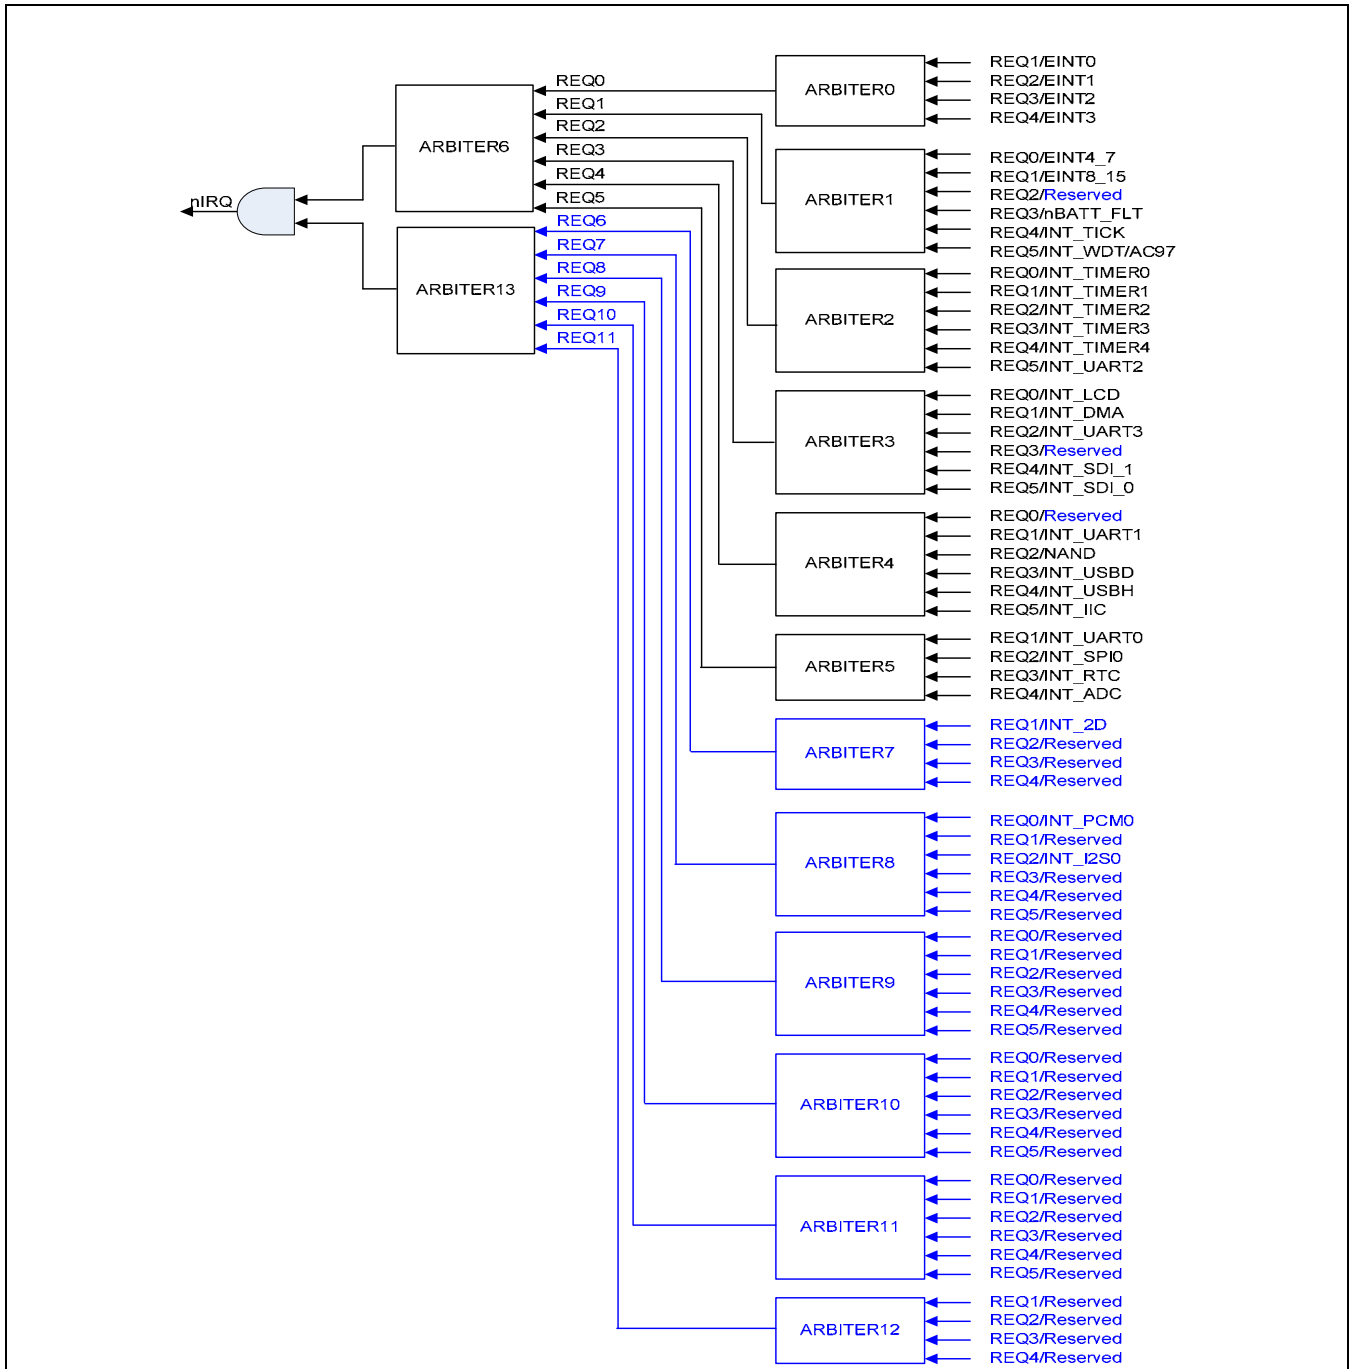 nIRQ
ARBITER6
ARBITER13
REQ0
REQ1
REQ2
REQ3
REQ4
REQ5
REQ6
REQ7
REQ8
REQ9
REQ10
REQ11
ARBITER0
REQ1/EINT0
REQ2/EINT1
REQ3/EINT2
REQ4/EINT3
ARBITER1
REQ0/EINT4_7
REQ1/EINT8_15
REQ2/Reserved
REQ3/nBATT_FLT
REQ4/INT_TICK
REQ5/INT_WDT/AC97
ARBITER2
REQ0/INT_TIMER0
REQ1/INT_TIMER1
REQ2/INT_TIMER2
REQ3/INT_TIMER3
REQ4/INT_TIMER4
REQ5/INT_UART2
ARBITER3
REQ0/INT_LCD
REQ1/INT_DMA
REQ2/INT_UART3
REQ3/Reserved
REQ4/INT_SDI_1
REQ5/INT_SDI_0
ARBITER4
REQ0/Reserved
REQ1/INT_UART1
REQ2/NAND
REQ3/INT_USBD
REQ4/INT_USBH
REQ5/INT_IIC
ARBITER5
REQ1/INT_UART0
REQ2/INT_SPI0
REQ3/INT_RTC
REQ4/INT_ADC
ARBITER7
REQ1/INT_2D
REQ2/Reserved
REQ3/Reserved
REQ4/Reserved
ARBITER8
REQ0/INT_PCM0
REQ1/Reserved
REQ2/INT_I2S0
REQ3/Reserved
REQ4/Reserved
REQ5/Reserved
ARBITER9
REQ0/Reserved
REQ1/Reserved
REQ2/Reserved
REQ3/Reserved
REQ4/Reserved
REQ5/Reserved
ARBITER10
REQ0/Reserved
REQ1/Reserved
REQ2/Reserved
REQ3/Reserved
REQ4/Reserved
REQ5/Reserved
ARBITER11
REQ0/Reserved
REQ1/Reserved
REQ2/Reserved
REQ3/Reserved
REQ4/Reserved
REQ5/Reserved
ARBITER12
REQ1/Reserved
REQ2/Reserved
REQ3/Reserved
REQ4/Reserved